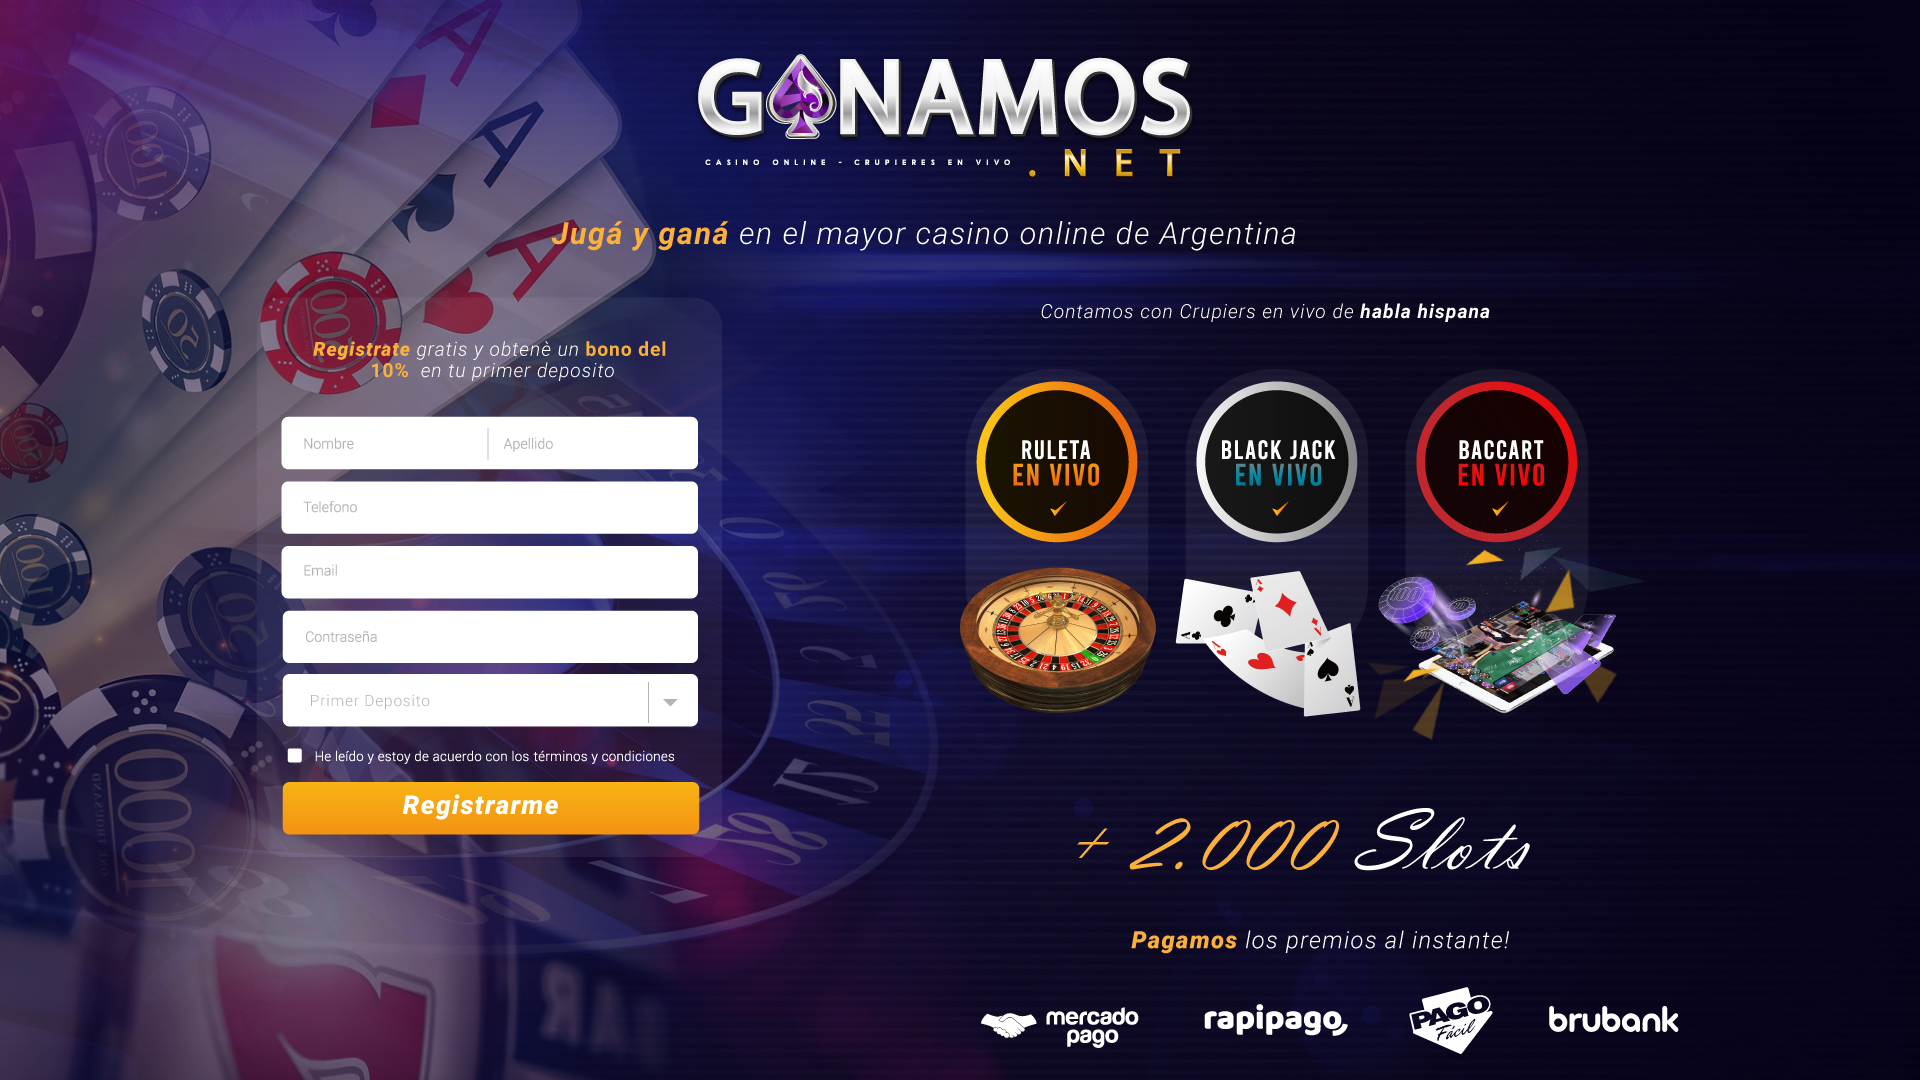 GANAMOS
CASINO ONLINE - CRUPIERES EN VIVO
.NET
Jugá y ganá en el mayor casino online de Argentina
Registrate gratis y obtenè un bono del
10% en tu primer deposito
Nombre
Apellido
Telefono
Email
Contraseña
Primer Deposito
He leído y estoy de acuerdo con los términos y condiciones
Registrarme
Contamos con Crupiers en vivo de habla hispana
RULETA
EN VIVO
BLACK JACK
EN VIVO
BACCART
EN VIVO
+ 2.000 Slots
Pagamos los premios al instante!
mercado
pago
rapipago
PAGO
Fácil
brubank